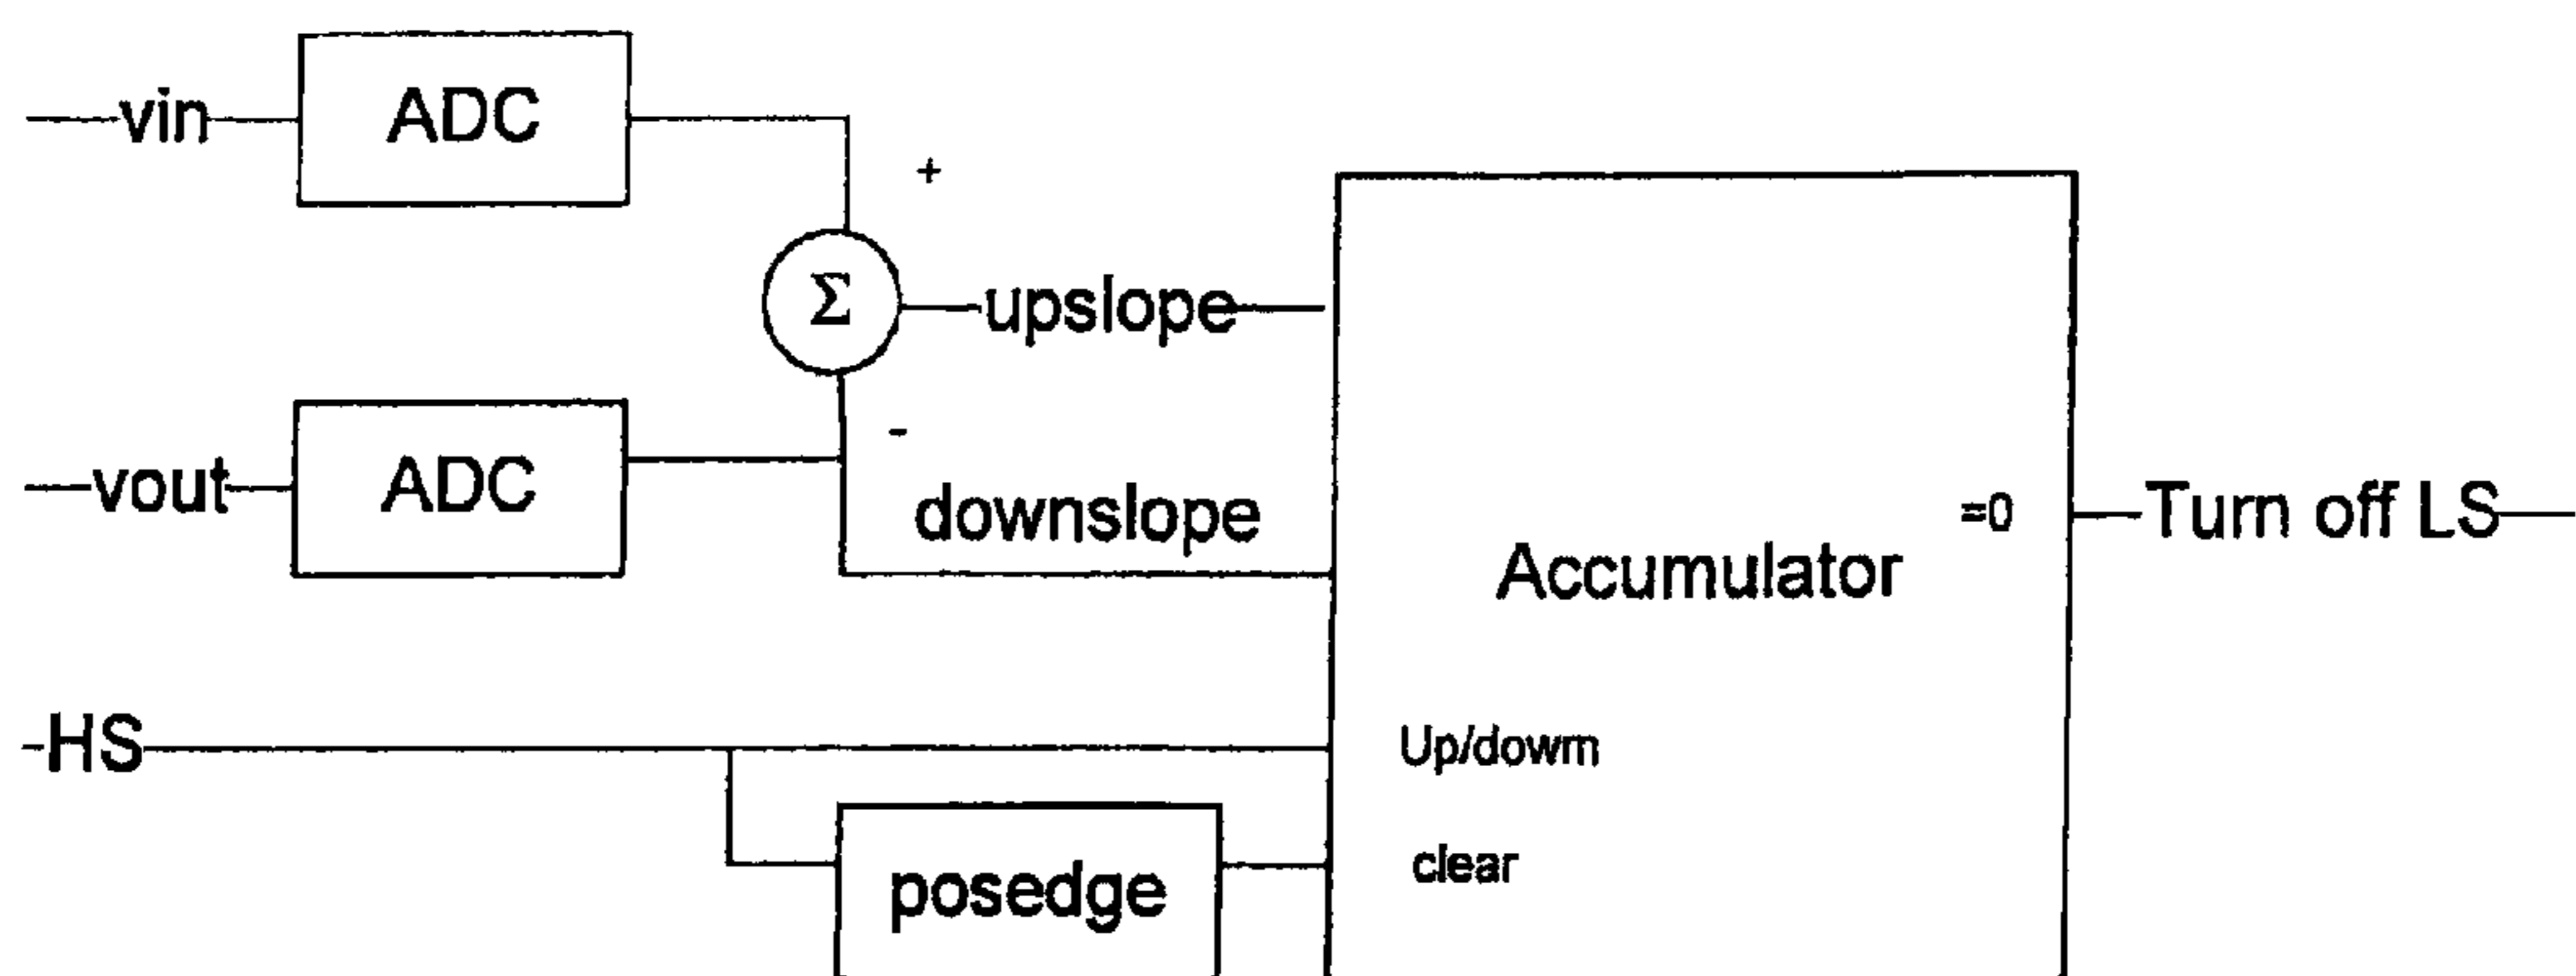 vin
ADC
+
Σ
upslope
-
vout
ADC
downslope
=0
Turn off LS
Accumulator
HS
Up/dowm
clear
posedge